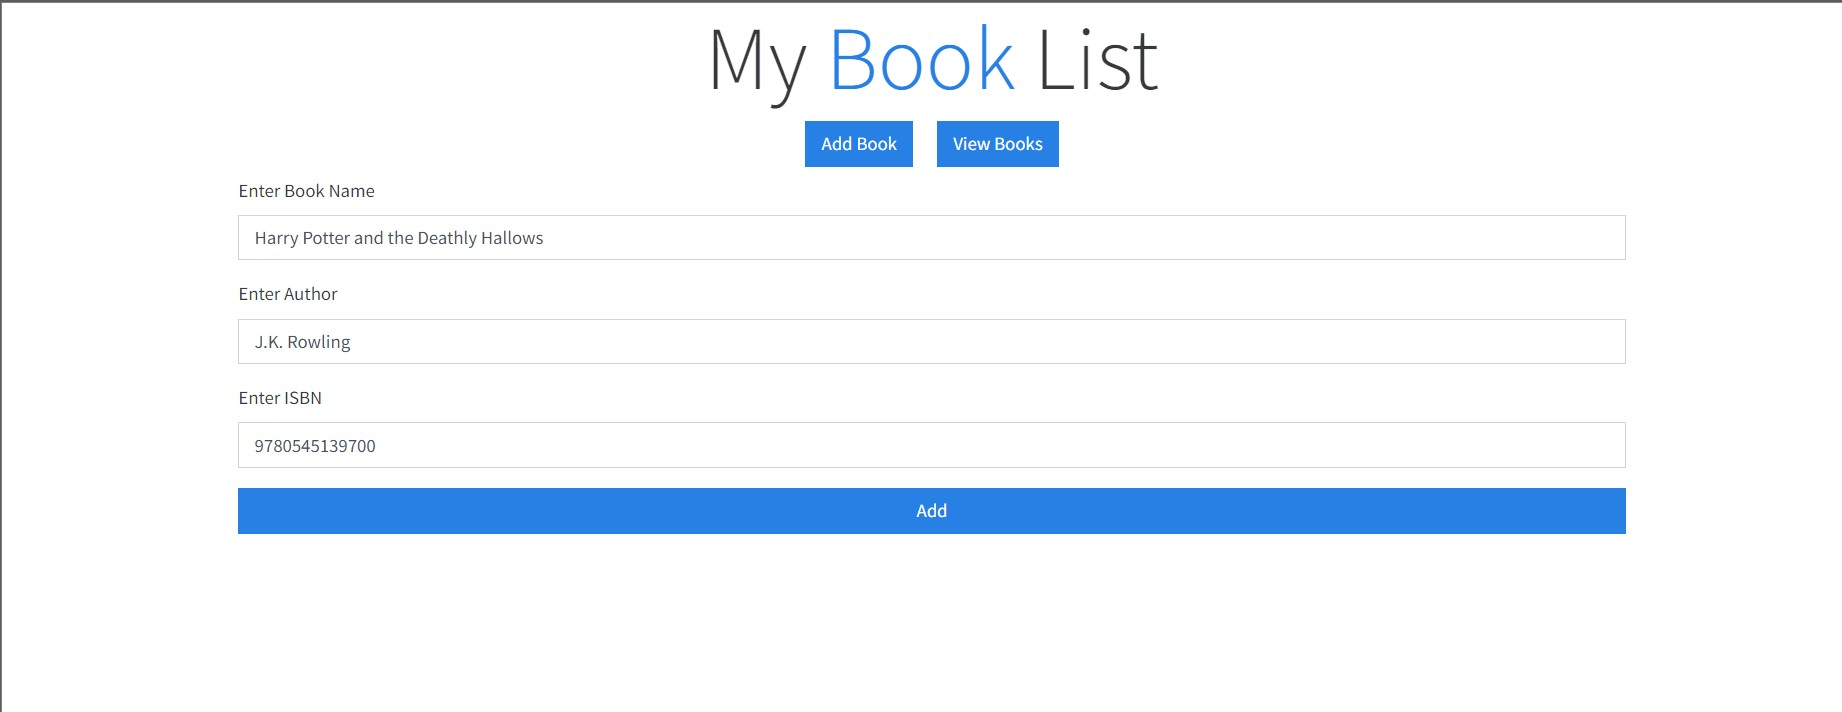 My Book List
Add Book View Books
Enter Book Name
Harry Potter and the Deathly Hallows
Enter Author
J.K. Rowling
Enter ISBN
9780545139700
Add